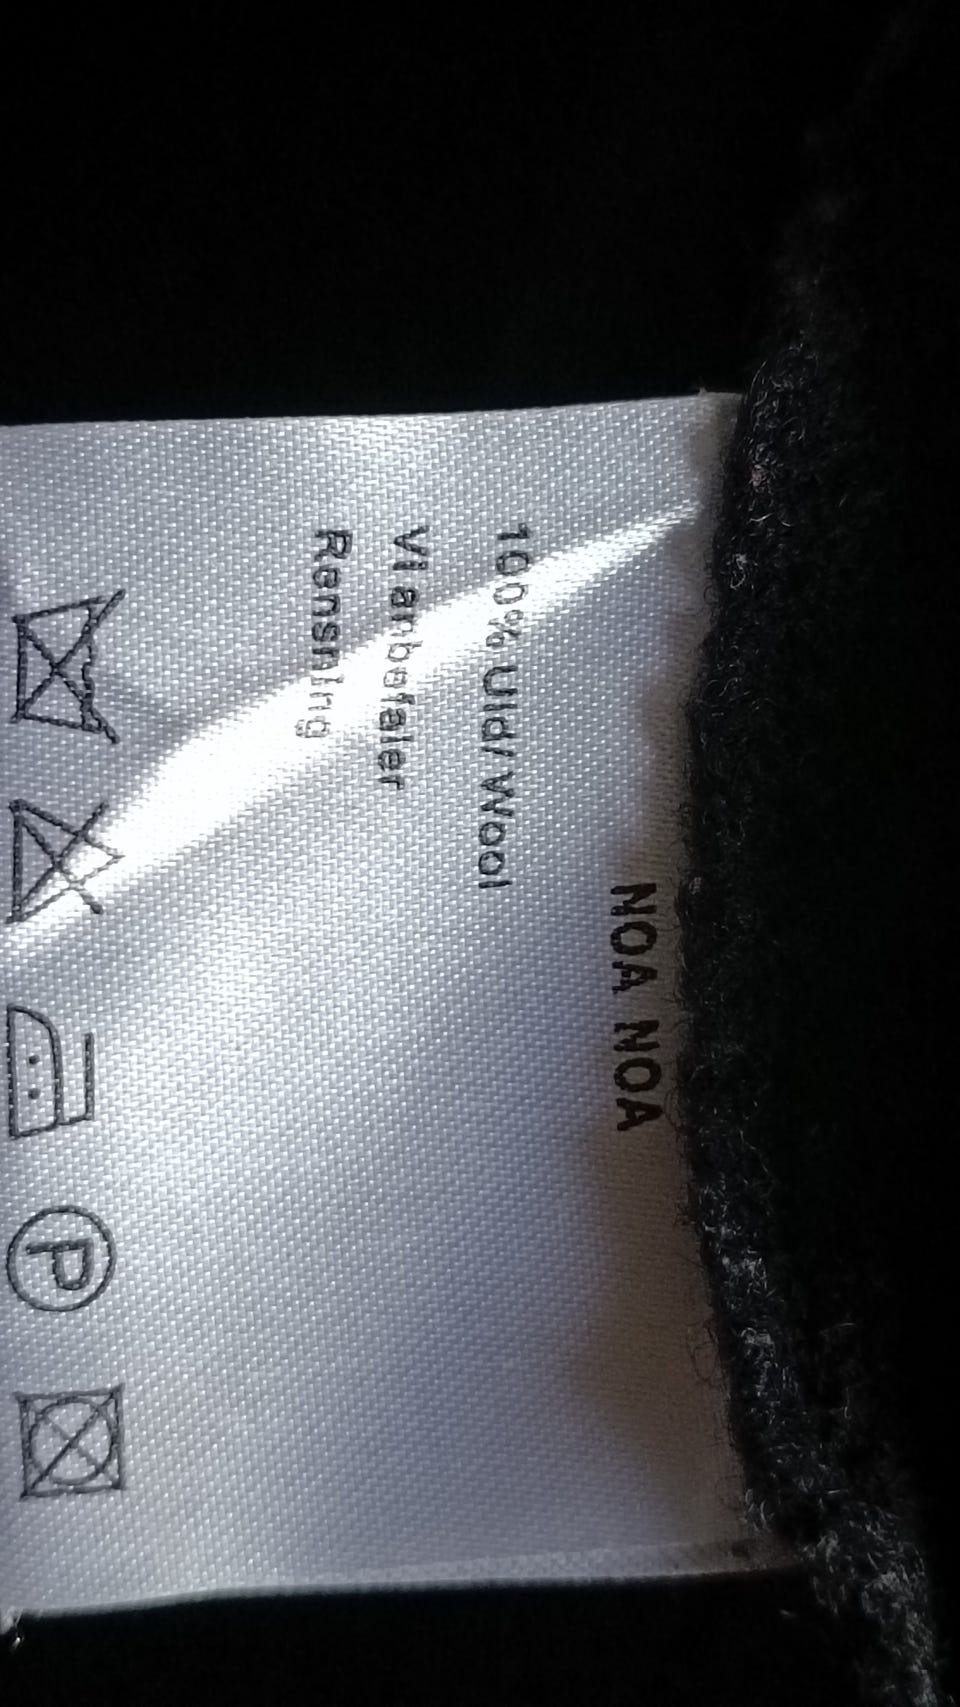 NOA NOA
100% Uld/Wool
Vi anbefaler
Rensning
P